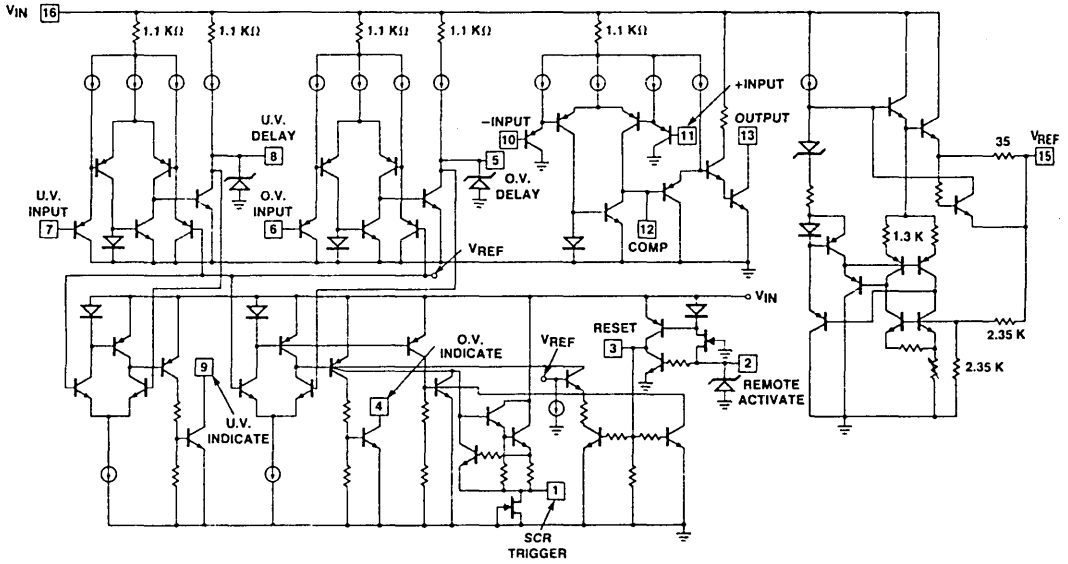 VIN 16
1.1 KΩ
1.1 KΩ
1.1 KΩ
1.1 KΩ
1.1 KΩ
U.V.
DELAY
8
5
O.V.
DELAY
-INPUT
10
+INPUT
11
OUTPUT
13
35
VREF
15
U.V.
INPUT
7
O.V.
INPUT
6
12
COMP
1.3 K
VREF
VIN
O.V.
INDICATE
VREF
RESET
3
2
REMOTE
ACTIVATE
2.35 K
2.35 K
9
U.V.
INDICATE
4
1
SCR
TRIGGER